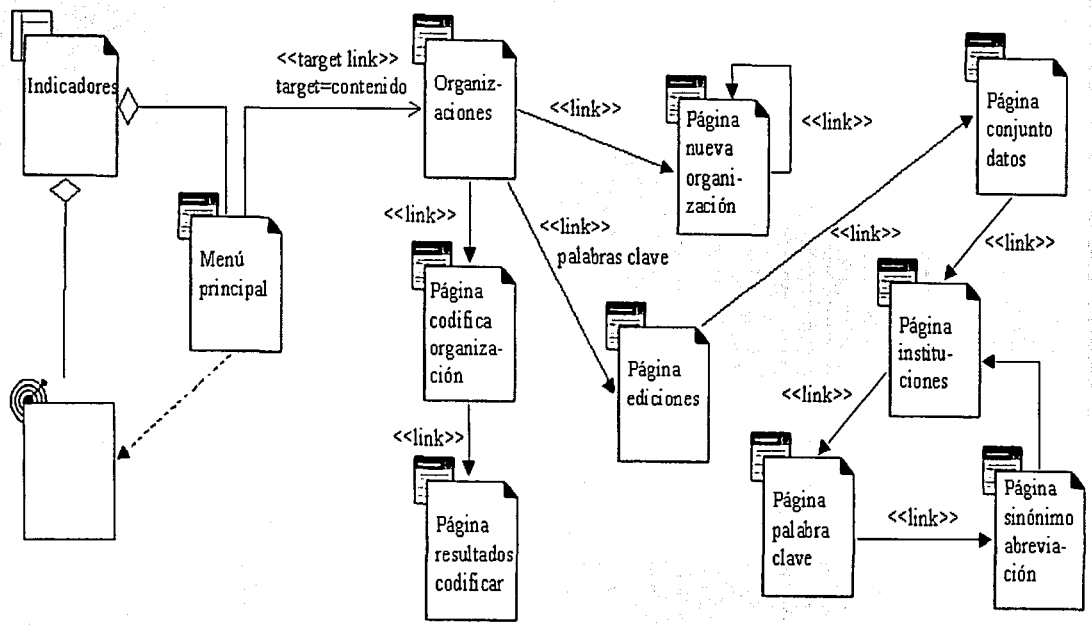 Indicadores
<<target link>>
target=contenido
Organiz-
aciones
<<link>>
Página
nueva
organi-
zación
<<link>>
Página
conjunto
datos
Menú
principal
<<link>>
<<link>>
palabras clave
<<link>>
<<link>>
Página
codifica
organiza-
ción
Página
ediciones
Página
institu-
ciones
<<link>>
<<link>>
Página
resultados
codificar
Página
palabra
clave
<<link>>
Página
sinónimo
abrevia-
ción